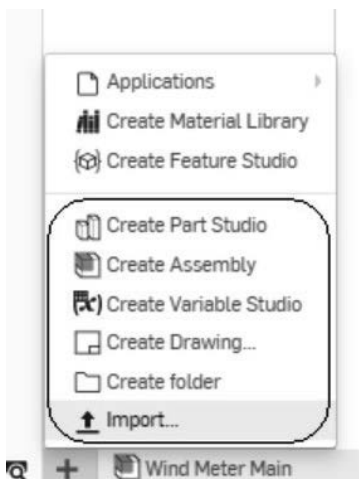 Applications
Create Material Library
Create Feature Studio
Create Part Studio
Create Assembly
Create Variable Studio
Create Drawing...
Create folder
Import...
Wind Meter Main